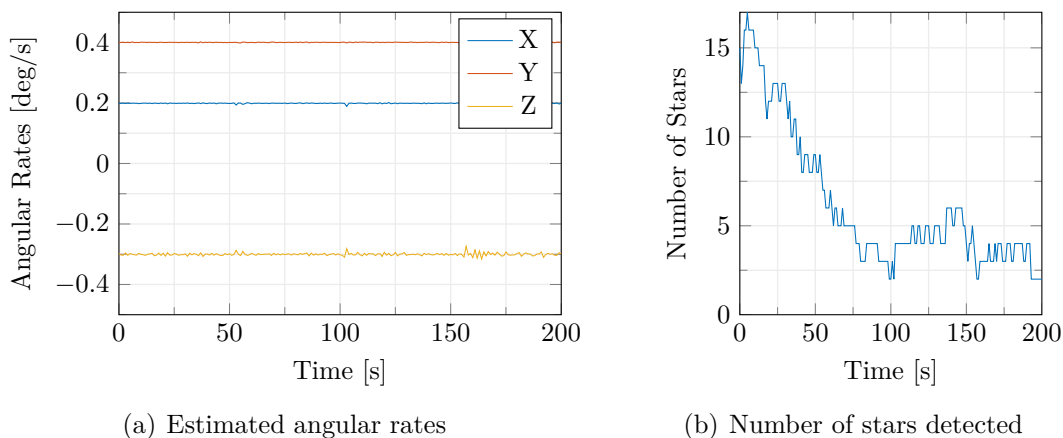 Angular Rates [deg/s]
0.4
0.2
0
−0.2
−0.4
X
Y
Z
0
50
100
150
200
Time [s]
(a) Estimated angular rates
Number of Stars
15
10
5
0
0
50
100
150
200
Time [s]
(b) Number of stars detected